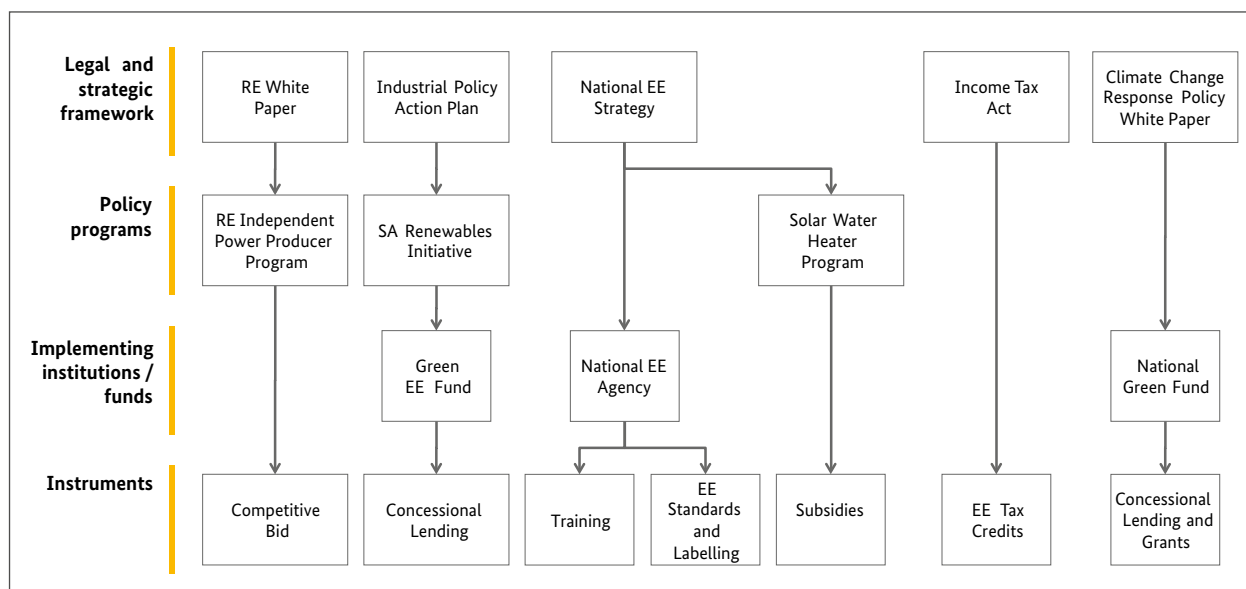 Legal and
strategic
framework
RE White
Paper
Industrial Policy
Action Plan
National EE
Strategy
Income Tax
Act
Climate Change
Response Policy
White Paper
Policy
programs
RE Independent
Power Producer
Program
SA Renewables
Initiative
Solar Water
Heater
Program
Implementing
institutions /
funds
Green
EE Fund
National EE
Agency
National
Green Fund
Instruments
Competitive
Bid
Concessional
Lending
Training
EE
Standards
and
Labelling
Subsidies
EE Tax
Credits
Concessional
Lending and
Grants